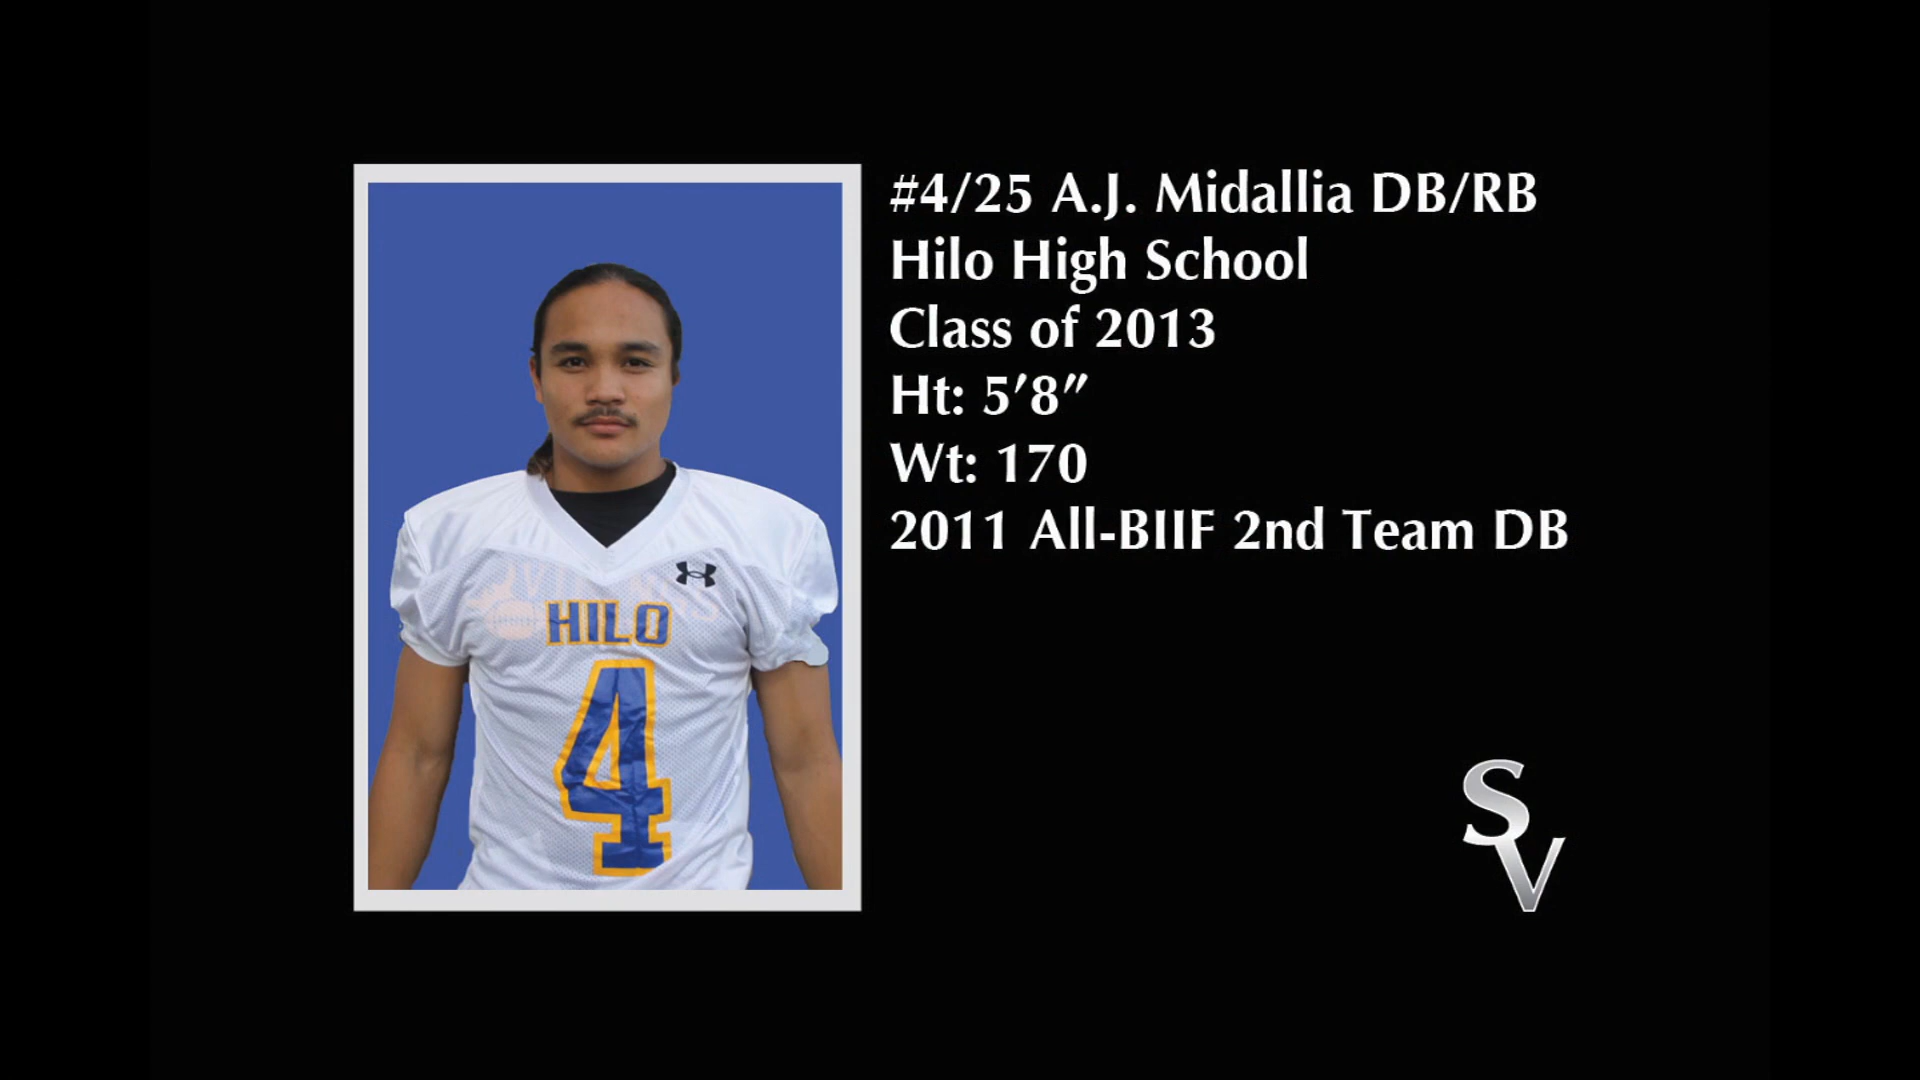 #4/25 A.J. Midallia DB/RB
Hilo High School
Class of 2013
Ht: 5’8”
Wt: 170
2011 All-BIIF 2nd Team DB
HILO
4
SV